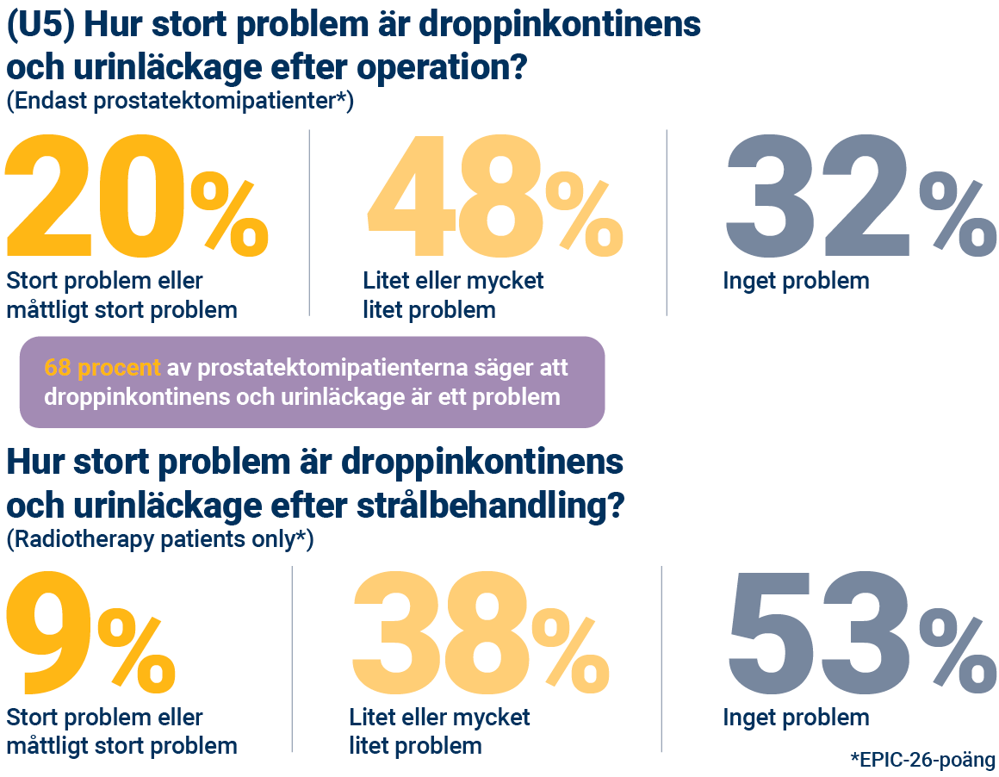 (U5) Hur stort problem är droppinkontinens
och urinläckage efter operation?
(Endast prostatektomipatienter*)
20%
Stort problem eller
måttligt stort problem
48%
Litet eller mycket
litet problem
32%
Inget problem
68 procent av prostatektomipatienterna säger att
droppinkontinens och urinläckage är ett problem
Hur stort problem är droppinkontinens
och urinläckage efter strålbehandling?
(Radiotherapy patients only*)
9%
Stort problem eller
måttligt stort problem
38%
Litet eller mycket
litet problem
53%
Inget problem
*EPIC-26-poäng